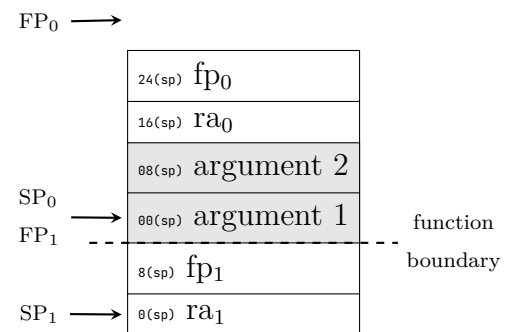 FP₀
24(sp) fp₀
16(sp) ra₀
08(sp) argument 2
SP₀
00(sp) argument 1
FP₁
function
boundary
8(sp) fp₁
SP₁
0(sp) ra₁